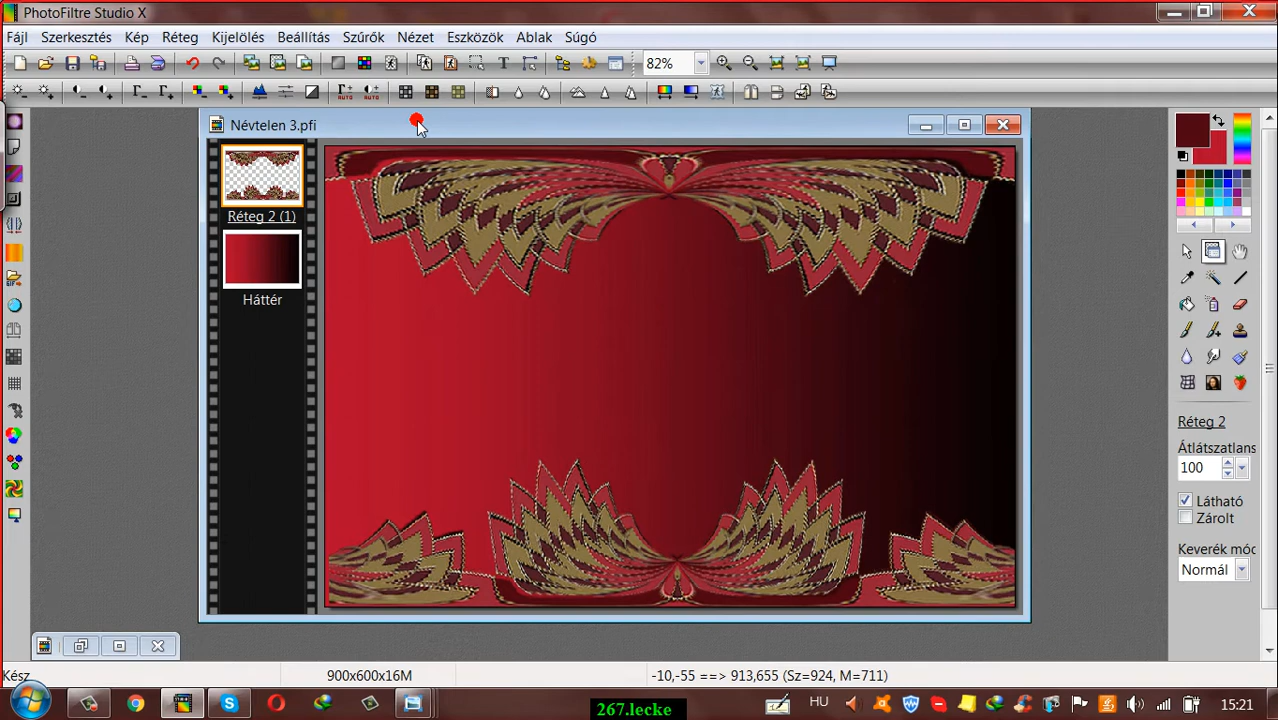 PhotoFiltre Studio X
Fájl Szerkesztés Kép Réteg Kijelölés Beállítás Szűrők Nézet Eszközök Ablak Súgó
82%
Névtelen 3.pfi
Réteg 2 (1)
Háttér
Réteg 2
Átlátszatlans
100
Látható
Zárolt
Keverék mód
Normál
Kész 900x600x16M -10,-55 ==> 913,655 (Sz=924, M=711)
267.lecke HU 15:21